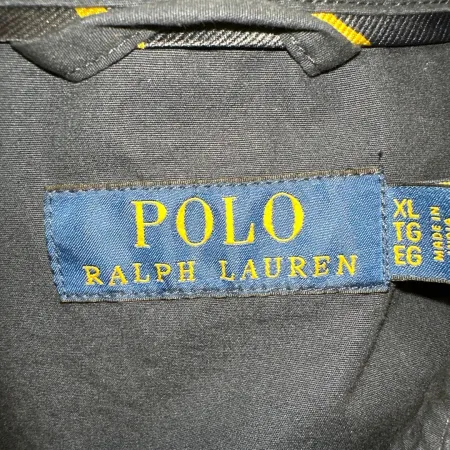 POLO
RALPH LAUREN
XL
TG
EG
MADE IN